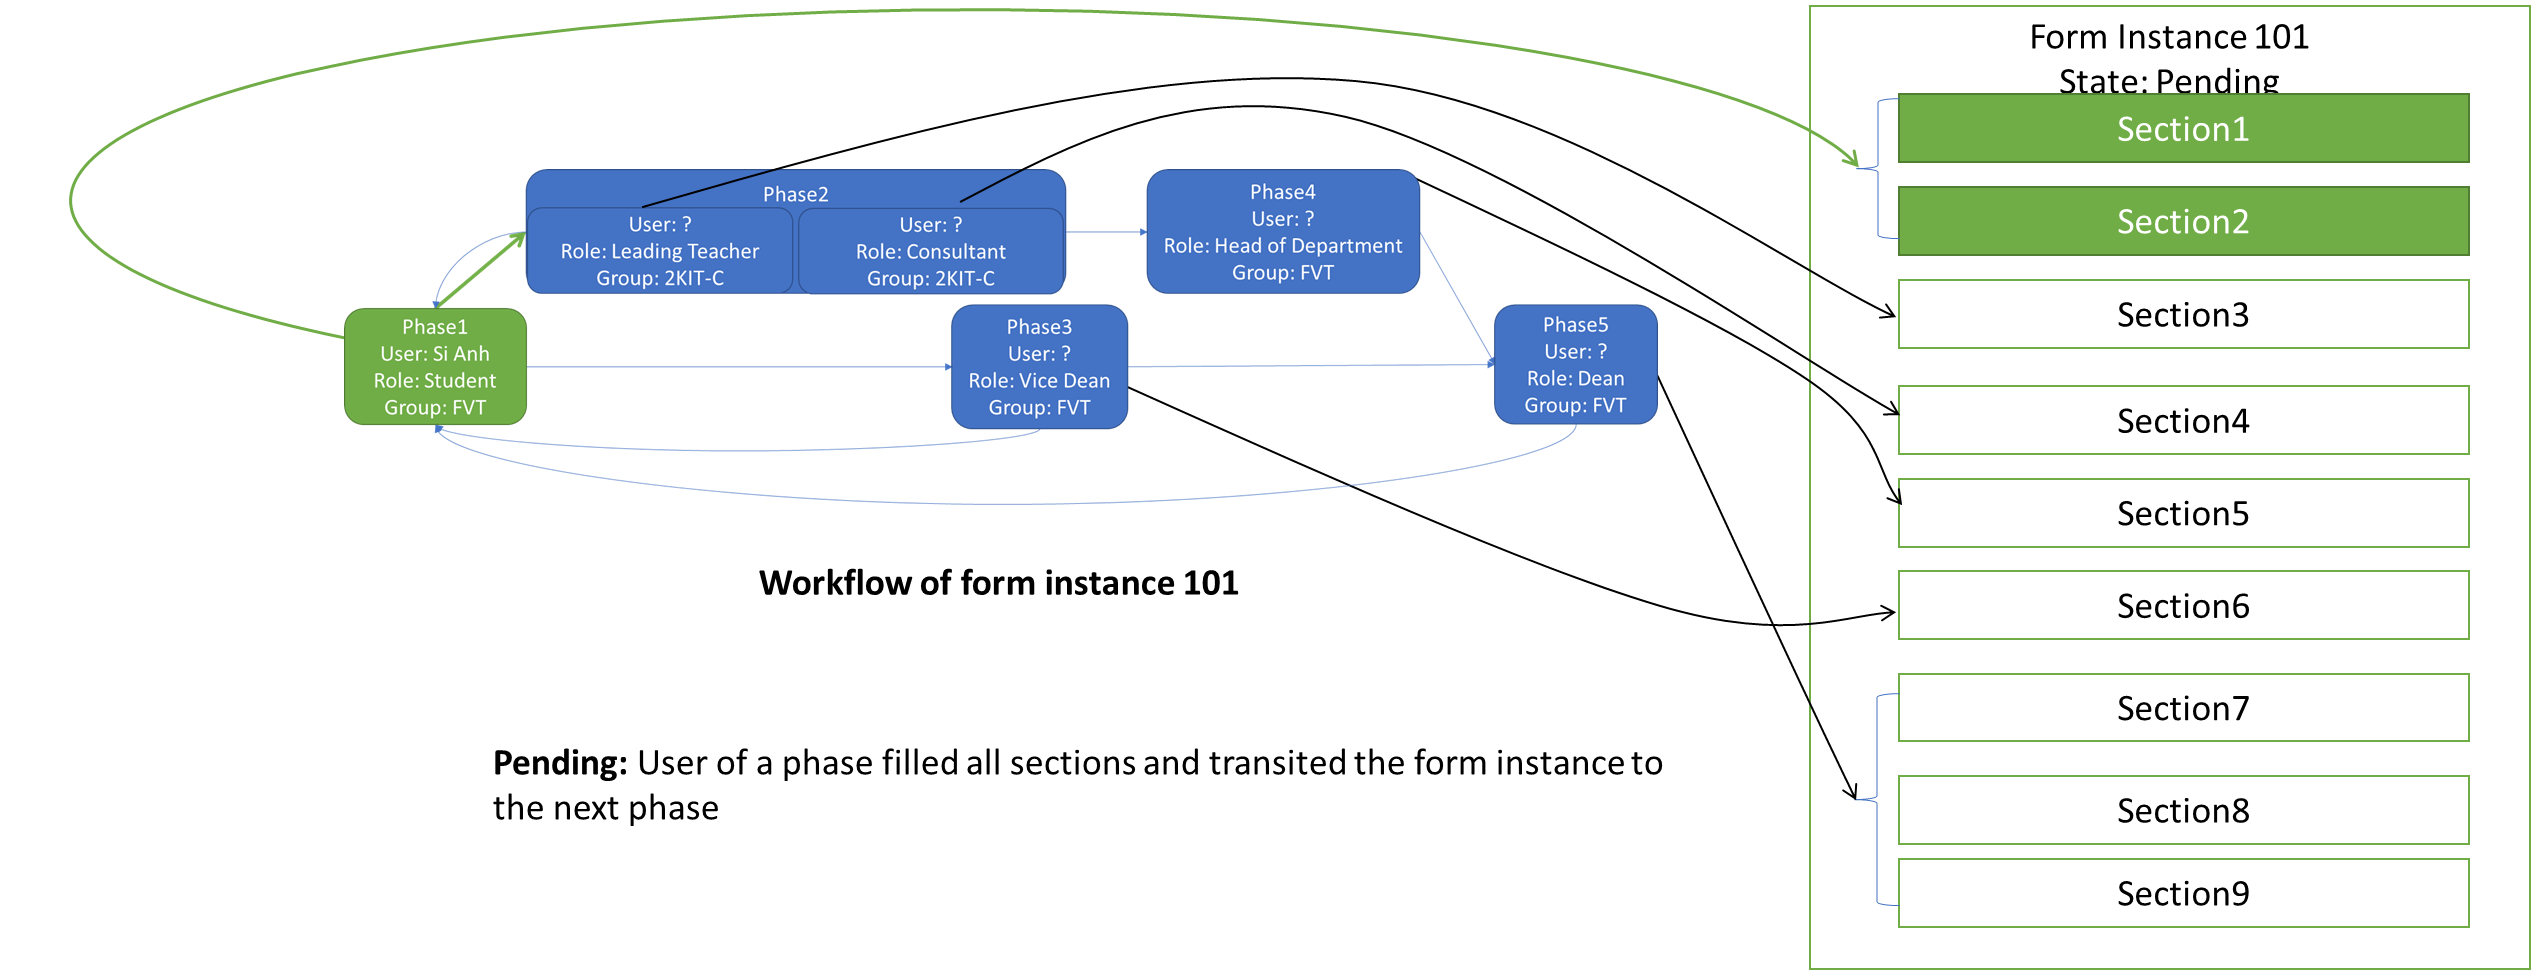 Form Instance 101
State: Pending
Section1
Section2
Section3
Section4
Section5
Section6
Section7
Section8
Section9
Phase2
User: ?
Role: Leading Teacher
Group: 2KIT-C
User: ?
Role: Consultant
Group: 2KIT-C
Phase4
User: ?
Role: Head of Department
Group: FVT
Phase1
User: Si Anh
Role: Student
Group: FVT
Phase3
User: ?
Role: Vice Dean
Group: FVT
Phase5
User: ?
Role: Dean
Group: FVT
Workflow of form instance 101
Pending: User of a phase filled all sections and transited the form instance to
the next phase